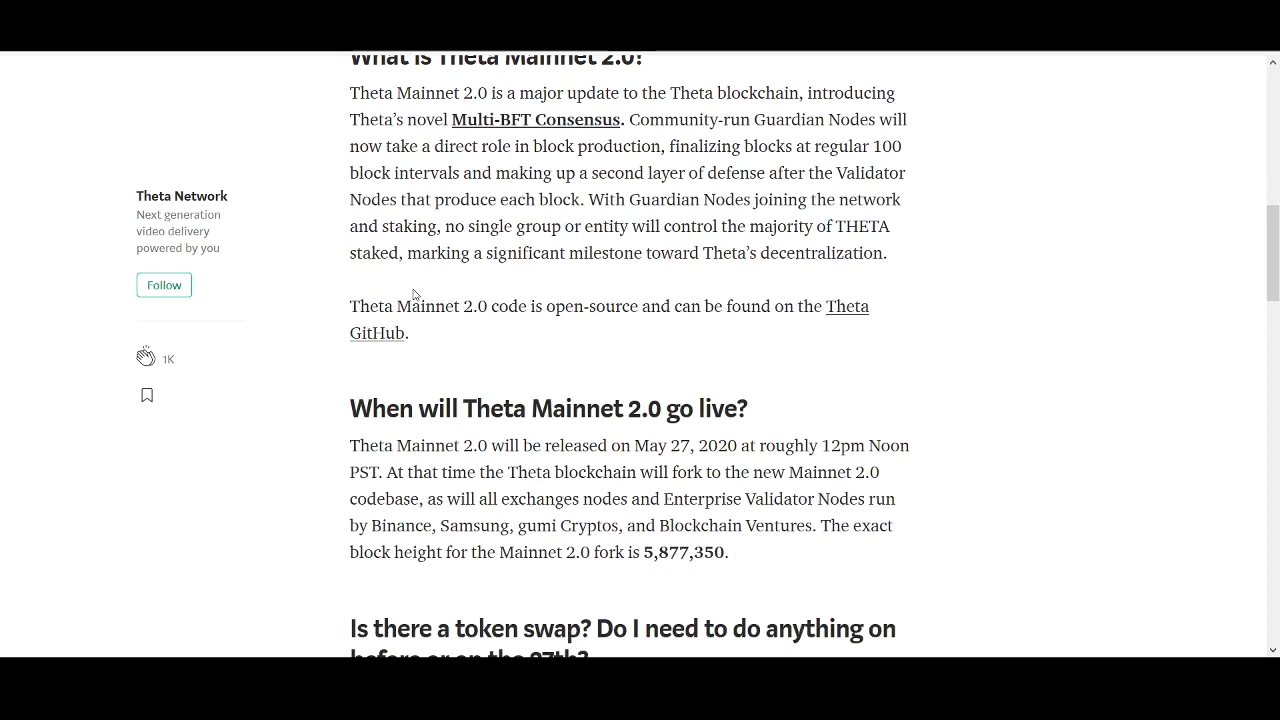 What is Theta Mainnet 2.0?
Theta Mainnet 2.0 is a major update to the Theta blockchain, introducing
Theta’s novel Multi-BFT Consensus. Community-run Guardian Nodes will
now take a direct role in block production, finalizing blocks at regular 100
block intervals and making up a second layer of defense after the Validator
Nodes that produce each block. With Guardian Nodes joining the network
and staking, no single group or entity will control the majority of THETA
staked, marking a significant milestone toward Theta’s decentralization.
Theta Network
Next generation
video delivery
powered by you
Follow
1K
Theta Mainnet 2.0 code is open-source and can be found on the Theta
GitHub.
When will Theta Mainnet 2.0 go live?
Theta Mainnet 2.0 will be released on May 27, 2020 at roughly 12pm Noon
PST. At that time the Theta blockchain will fork to the new Mainnet 2.0
codebase, as will all exchanges nodes and Enterprise Validator Nodes run
by Binance, Samsung, gumi Cryptos, and Blockchain Ventures. The exact
block height for the Mainnet 2.0 fork is 5,877,350.
Is there a token swap? Do I need to do anything on
before or on the 27th?